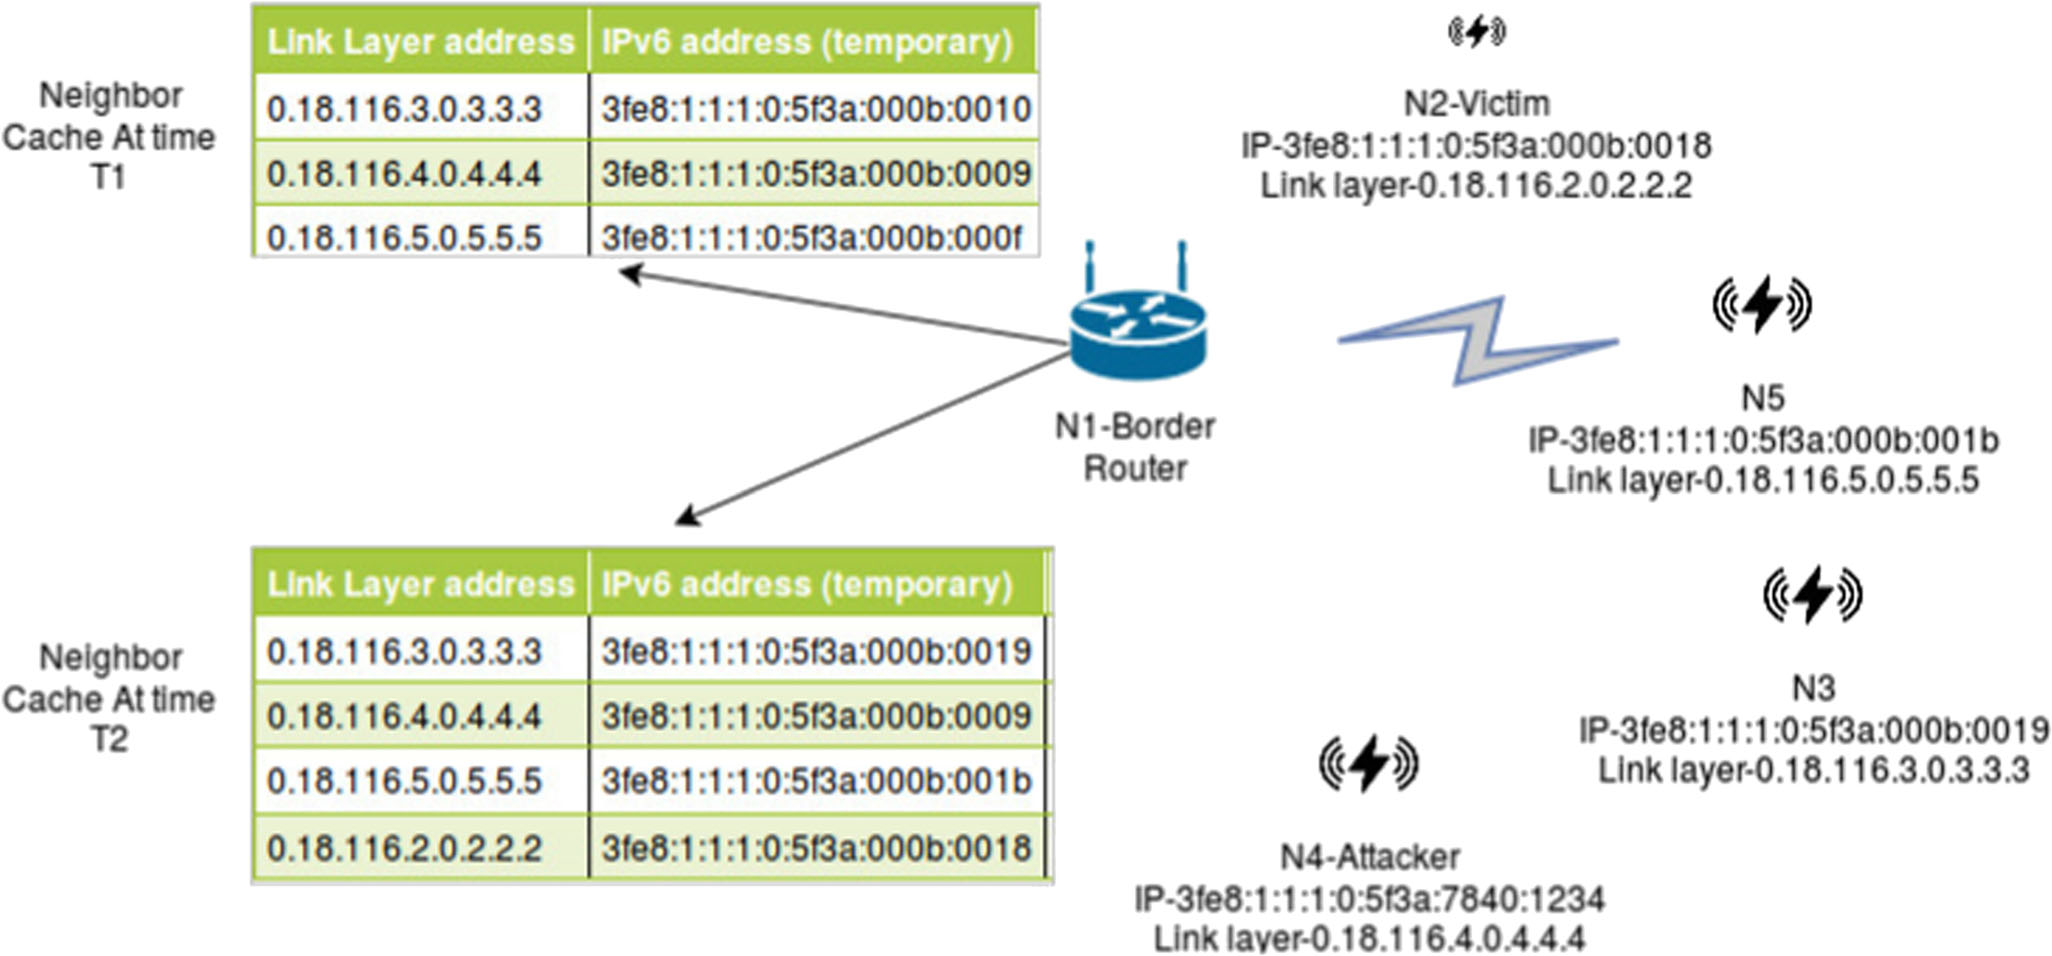 Neighbor
Cache At time
T1
Link Layer address IPv6 address (temporary)
0.18.116.3.0.3.3.3 3fe8:1:1:1:0:5f3a:000b:0010
0.18.116.4.0.4.4.4 3fe8:1:1:1:0:5f3a:000b:0009
0.18.116.5.0.5.5.5 3fe8:1:1:1:0:5f3a:000b:000f
N2-Victim
IP-3fe8:1:1:1:0:5f3a:000b:0018
Link layer-0.18.116.2.0.2.2.2
N1-Border
Router
N5
IP-3fe8:1:1:1:0:5f3a:000b:001b
Link layer-0.18.116.5.0.5.5.5
Neighbor
Cache At time
T2
Link Layer address IPv6 address (temporary)
0.18.116.3.0.3.3.3 3fe8:1:1:1:0:5f3a:000b:0019
0.18.116.4.0.4.4.4 3fe8:1:1:1:0:5f3a:000b:0009
0.18.116.5.0.5.5.5 3fe8:1:1:1:0:5f3a:000b:001b
0.18.116.2.0.2.2.2 3fe8:1:1:1:0:5f3a:000b:0018
N3
IP-3fe8:1:1:1:0:5f3a:000b:0019
Link layer-0.18.116.3.0.3.3.3
N4-Attacker
IP-3fe8:1:1:1:0:5f3a:7840:1234
Link layer-0.18.116.4.0.4.4.4